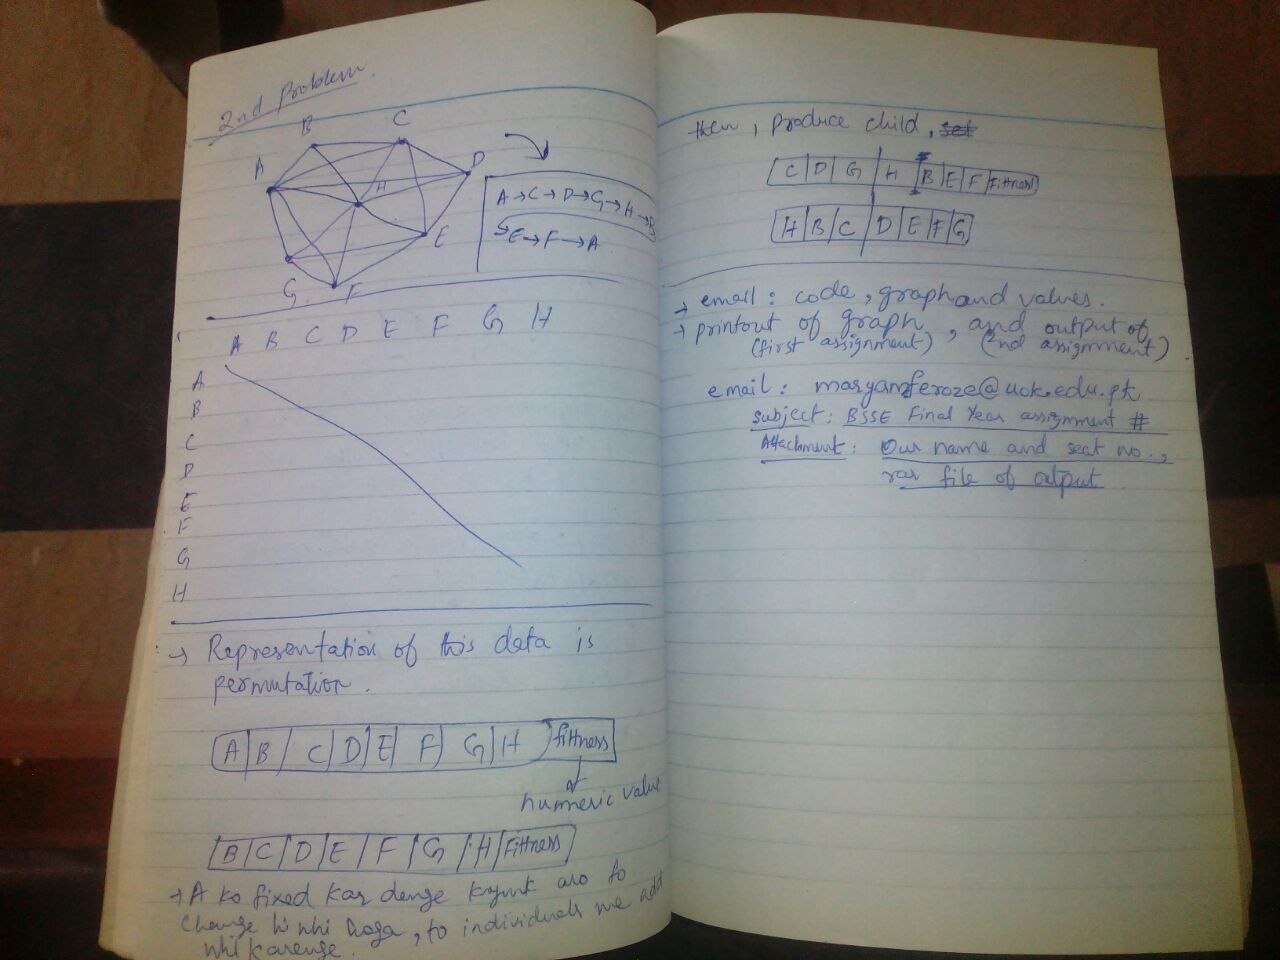 2nd Problem.
B
C
A
D
H
E
G
F
A→C→D→G→H→B
→E→F→A
A B C D E F G H
A
B
C
D
E
F
G
H
→ Representation of this data is
permutation.
A B C D E F G H fittness
numeric value
B C D E F G H Fittness
→ A ko fixed kar denge kyunk wo to
change hi nhi hoga, to individuals me add
nhi karenge.
then, produce child, set
C D G H B E F Fittness
H B C D E F G
→ email: code, graph and values.
→ printout of graph, and output of
(first assignment) (2nd assignment).
email: maryamferoze@uok.edu.pk
Subject: BSSE Final Year assignment #
Attachment: Our name and seat no.,
rar file of output